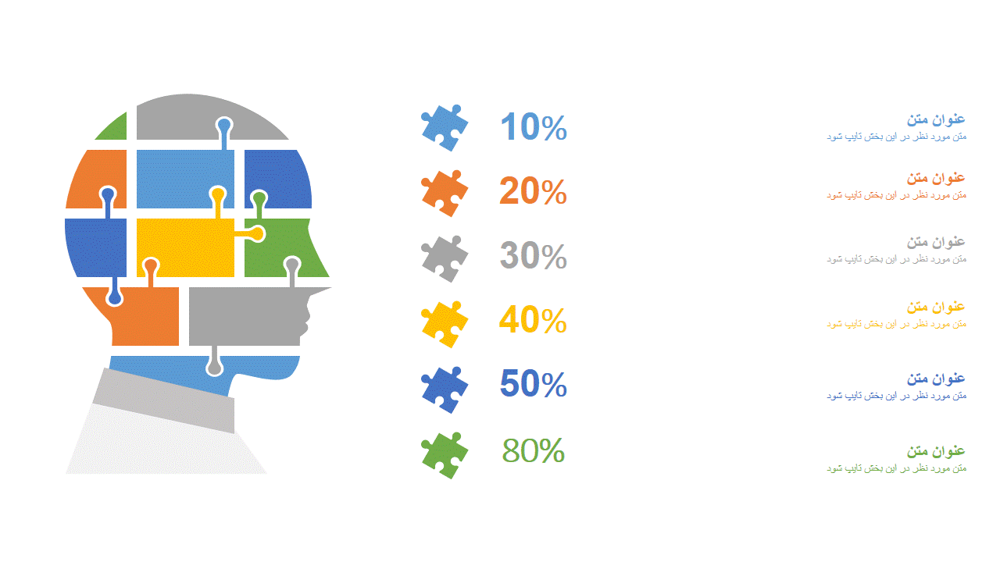 10%
عنوان متن
متن مورد نظر در این بخش تایپ شود
20%
عنوان متن
متن مورد نظر در این بخش تایپ شود
30%
عنوان متن
متن مورد نظر در این بخش تایپ شود
40%
عنوان متن
متن مورد نظر در این بخش تایپ شود
50%
عنوان متن
متن مورد نظر در این بخش تایپ شود
80%
عنوان متن
متن مورد نظر در این بخش تایپ شود